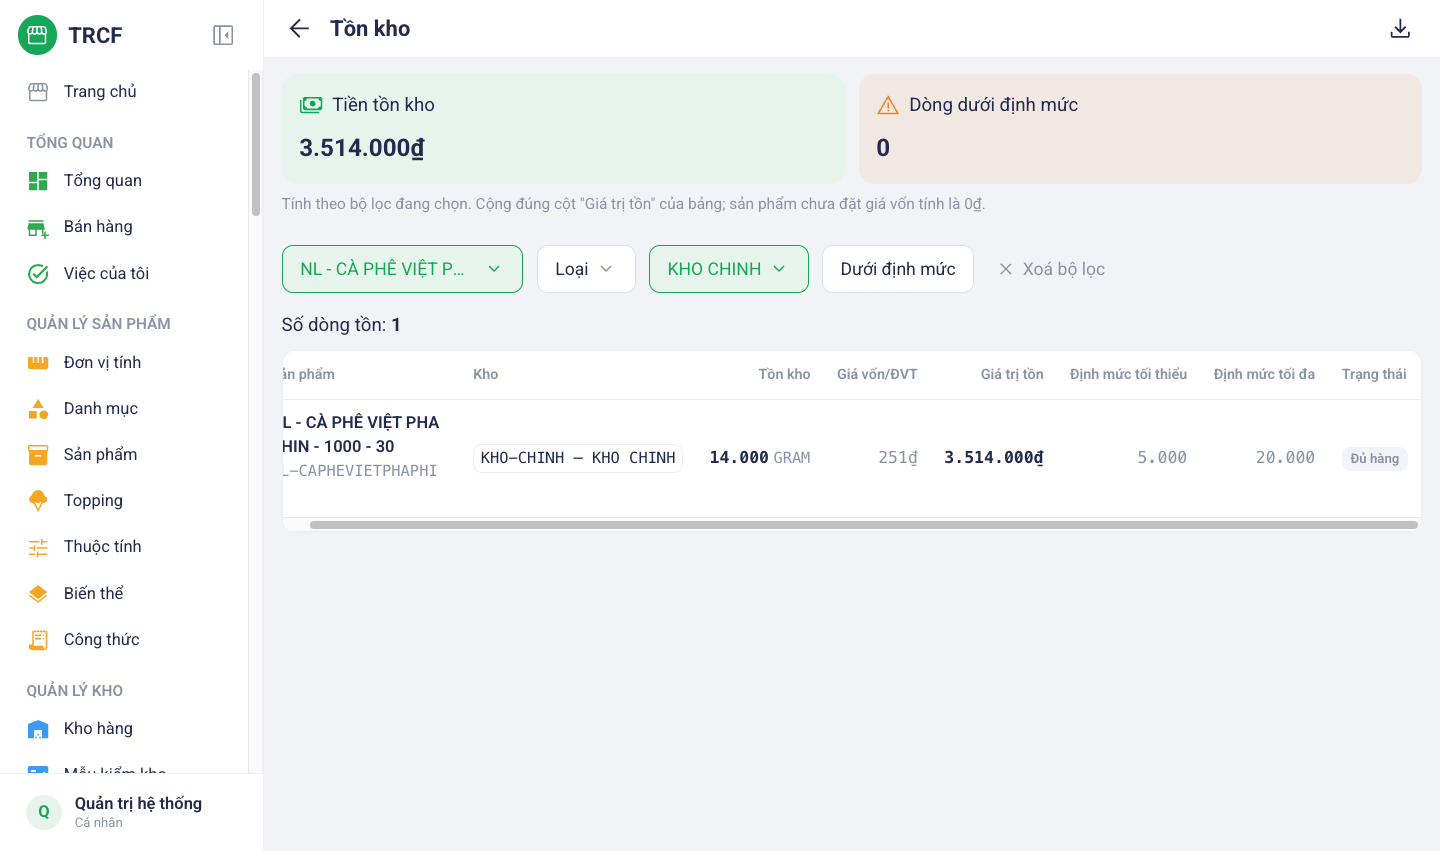 TRCF
Trang chủ
TỔNG QUAN
Tổng quan
Bán hàng
Việc của tôi
QUẢN LÝ SẢN PHẨM
Đơn vị tính
Danh mục
Sản phẩm
Topping
Thuộc tính
Biến thể
Công thức
QUẢN LÝ KHO
Kho hàng
Mẫu kiểm kho
Q
Quản trị hệ thống
Cá nhân
Tồn kho
Tiền tồn kho
3.514.000₫
Dòng dưới định mức
0
Tính theo bộ lọc đang chọn. Cộng đúng cột "Giá trị tồn" của bảng; sản phẩm chưa đặt giá vốn tính là 0₫.
NL - CÀ PHÊ VIỆT P...
Loại
KHO CHINH
Dưới định mức
Xoá bộ lọc
Số dòng tồn: 1
ản phẩm Kho Tồn kho Giá vốn/ĐVT Giá trị tồn Định mức tối thiểu Định mức tối đa Trạng thái
L - CÀ PHÊ VIỆT PHA
HIN - 1000 - 30
L-CAPHEVIETPHAPHI
KHO-CHINH — KHO CHINH
14.000 GRAM
251₫
3.514.000₫
5.000
20.000
Đủ hàng